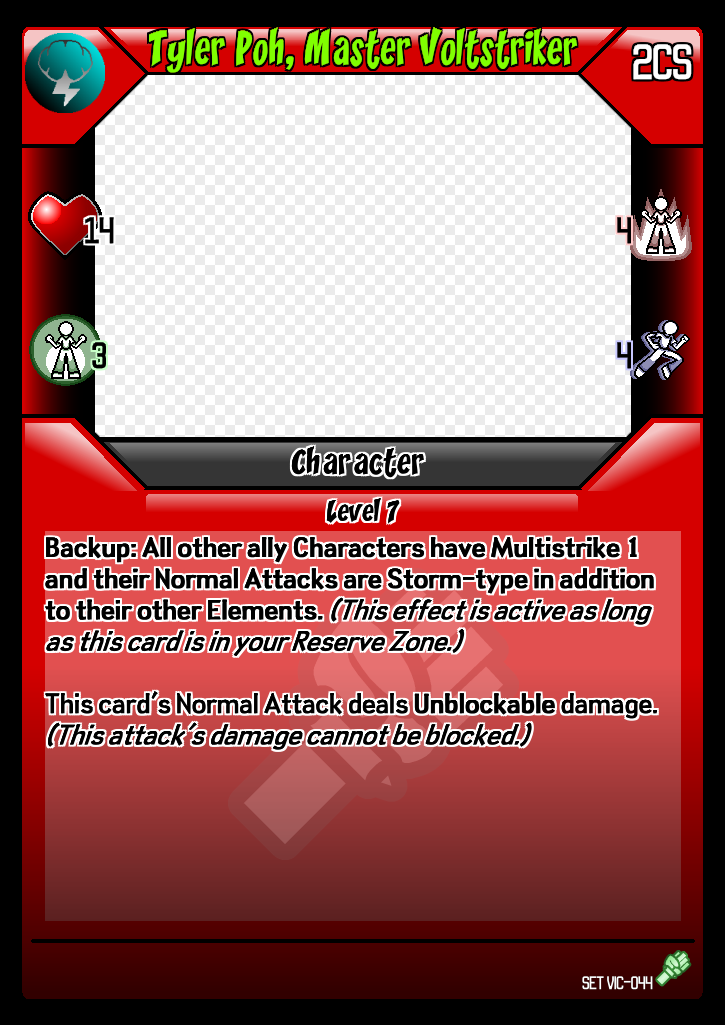 Tyler Poh, Master Voltstriker
2CS
14
4
3
4
Character
Level 7
Backup: All other ally Characters have Multistrike 1
and their Normal Attacks are Storm-type in addition
to their other Elements. (This effect is active as long
as this card is in your Reserve Zone.)
This card's Normal Attack deals Unblockable damage.
(This attack's damage cannot be blocked.)
SET VIC-044